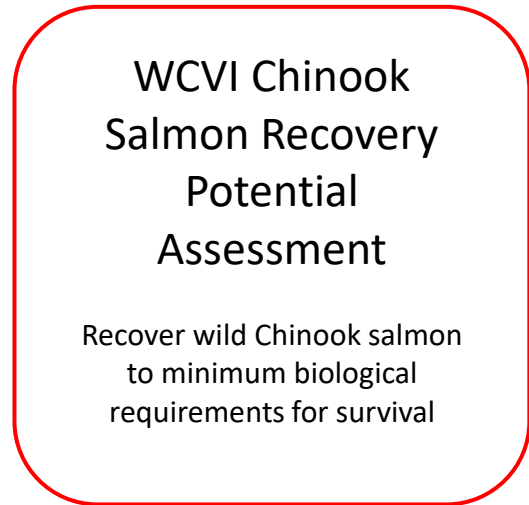 WCVI Chinook
Salmon Recovery
Potential
Assessment
Recover wild Chinook salmon
to minimum biological
requirements for survival